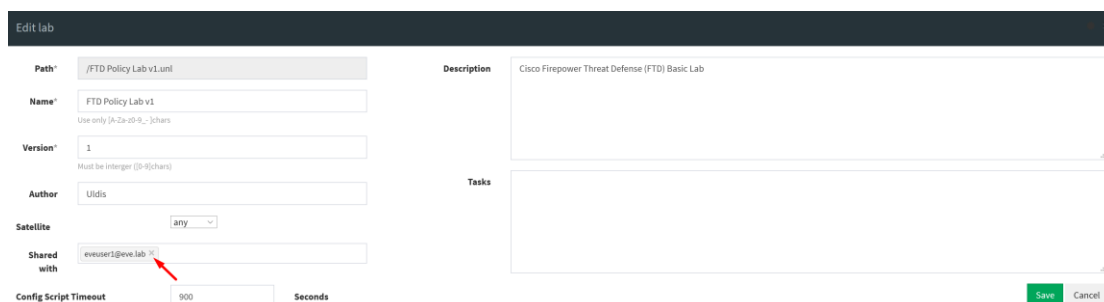 Edit lab
Path*
/FTD Policy Lab v1.unl
Name*
FTD Policy Lab v1
Use only [A-Za-z0-9_- ]chars
Version*
1
Must be interger ([0-9]chars)
Author
Uldis
Satellite
any
Shared
with
eveuser1@eve.lab ×
Config Script Timeout
900
Seconds
Description
Cisco Firepower Threat Defense (FTD) Basic Lab
Tasks
Save
Cancel